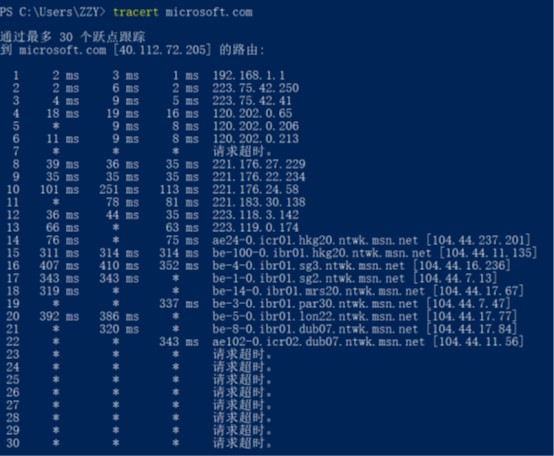 PS C:\Users\ZZY> tracert microsoft.com
通过最多 30 个跃点跟踪
到 microsoft.com [40.112.72.205] 的路由:
1 2 ms 3 ms 1 ms 192.168.1.1
2 2 ms 6 ms 2 ms 223.75.42.250
3 4 ms 9 ms 5 ms 223.75.42.41
4 18 ms 19 ms 16 ms 120.202.0.65
5 * 9 ms 8 ms 120.202.0.206
6 11 ms 9 ms 8 ms 120.202.0.213
7 * * * 请求超时。
8 39 ms 36 ms 35 ms 221.176.27.229
9 35 ms 35 ms 35 ms 221.176.22.234
10 101 ms 251 ms 113 ms 221.176.24.58
11 * 78 ms 81 ms 221.183.30.138
12 36 ms 44 ms 35 ms 223.118.3.142
13 66 ms * 63 ms 223.119.0.174
14 76 ms * 75 ms ae24-0.icr01.hkg20.ntwk.msn.net [104.44.237.201]
15 311 ms 314 ms 314 ms be-100-0.ibr01.hkg20.ntwk.msn.net [104.44.11.135]
16 407 ms 410 ms 352 ms be-4-0.ibr01.sg3.ntwk.msn.net [104.44.16.236]
17 343 ms 343 ms * be-1-0.ibr01.sg2.ntwk.msn.net [104.44.7.13]
18 319 ms * * be-14-0.ibr01.mrs20.ntwk.msn.net [104.44.17.67]
19 * * 337 ms be-3-0.ibr01.par30.ntwk.msn.net [104.44.7.47]
20 392 ms 386 ms * be-5-0.ibr01.lon22.ntwk.msn.net [104.44.17.77]
21 * 320 ms * be-8-0.ibr01.dub07.ntwk.msn.net [104.44.17.84]
22 * * 343 ms ae102-0.icr02.dub07.ntwk.msn.net [104.44.11.56]
23 * * * 请求超时。
24 * * * 请求超时。
25 * * * 请求超时。
26 * * * 请求超时。
27 * * * 请求超时。
28 * * * 请求超时。
29 * * * 请求超时。
30 * * * 请求超时。